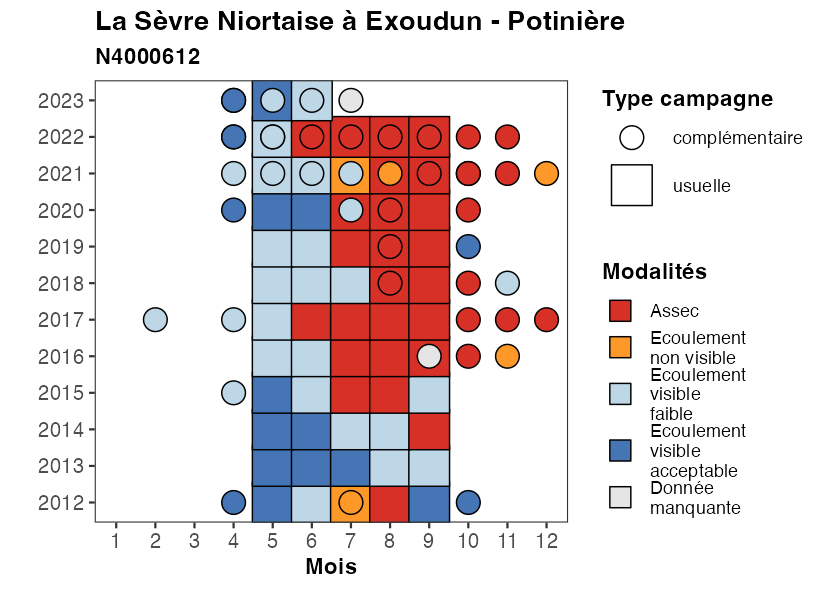 La Sèvre Niortaise à Exoudun - Potinière
N4000612
2023
2022
2021
2020
2019
2018
2017
2016
2015
2014
2013
2012
1 2 3 4 5 6 7 8 9 10 11 12
Mois
Type campagne
complémentaire
usuelle
Modalités
Assec
Ecoulement
non visible
Ecoulement
visible
faible
Ecoulement
visible
acceptable
Donnée
manquante